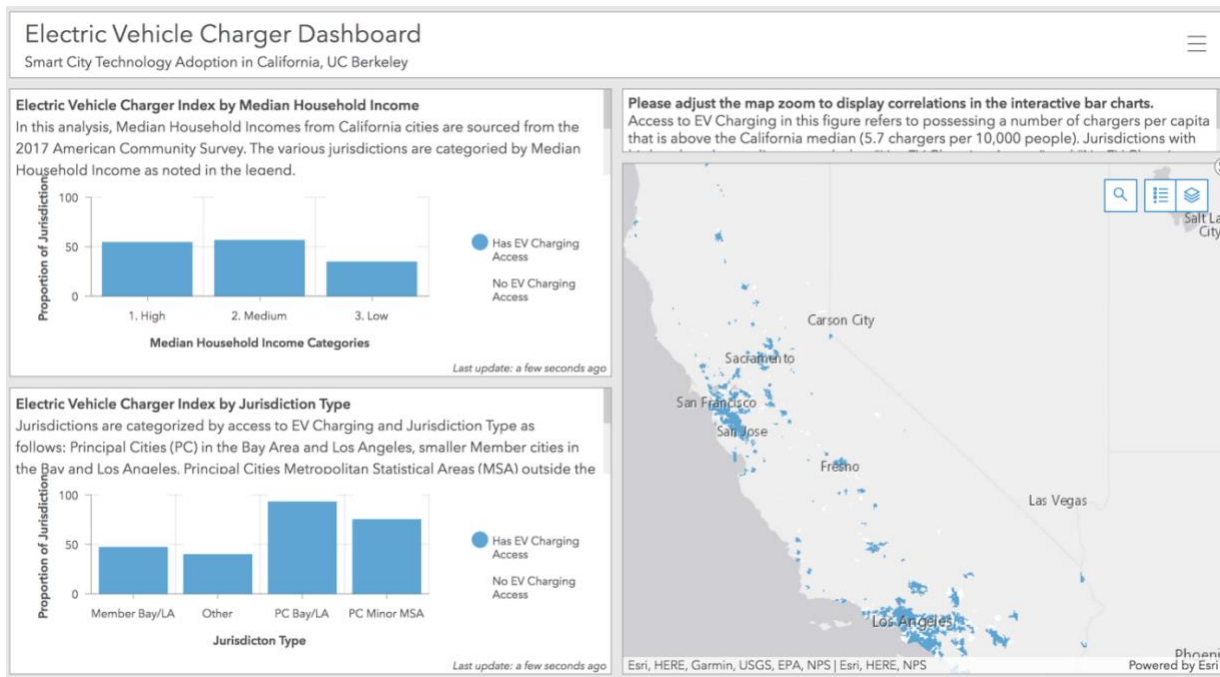 Electric Vehicle Charger Dashboard
Smart City Technology Adoption in California, UC Berkeley
Electric Vehicle Charger Index by Median Household Income
In this analysis, Median Household Incomes from California cities are sourced from the
2017 American Community Survey. The various jurisdictions are categoried by Median
Household Income as noted in the legend.
Proportion of Jurisdiction
100
50
0
1. High
2. Medium
3. Low
Median Household Income Categories
Has EV Charging
Access
No EV Charging
Access
Last update: a few seconds ago
Electric Vehicle Charger Index by Jurisdiction Type
Jurisdictions are categorized by access to EV Charging and Jurisdiction Type as
follows: Principal Cities (PC) in the Bay Area and Los Angeles, smaller Member cities in
the Bay and Los Angeles, Principal Cities Metropolitan Statistical Areas (MSA) outside the
Proportion of Jurisdiction
100
50
0
Member Bay/LA
Other
PC Bay/LA
PC Minor MSA
Jurisdicton Type
Has EV Charging
Access
No EV Charging
Access
Last update: a few seconds ago
Please adjust the map zoom to display correlations in the interactive bar charts.
Access to EV Charging in this figure refers to possessing a number of chargers per capita
that is above the California median (5.7 chargers per 10,000 people). Jurisdictions with
Salt La
City
Carson City
Sacramento
San Francisco
San Jose
Fresno
Las Vegas
Los Angeles
Phoeni
Esri, HERE, Garmin, USGS, EPA, NPS | Esri, HERE, NPS
Powered by Esri